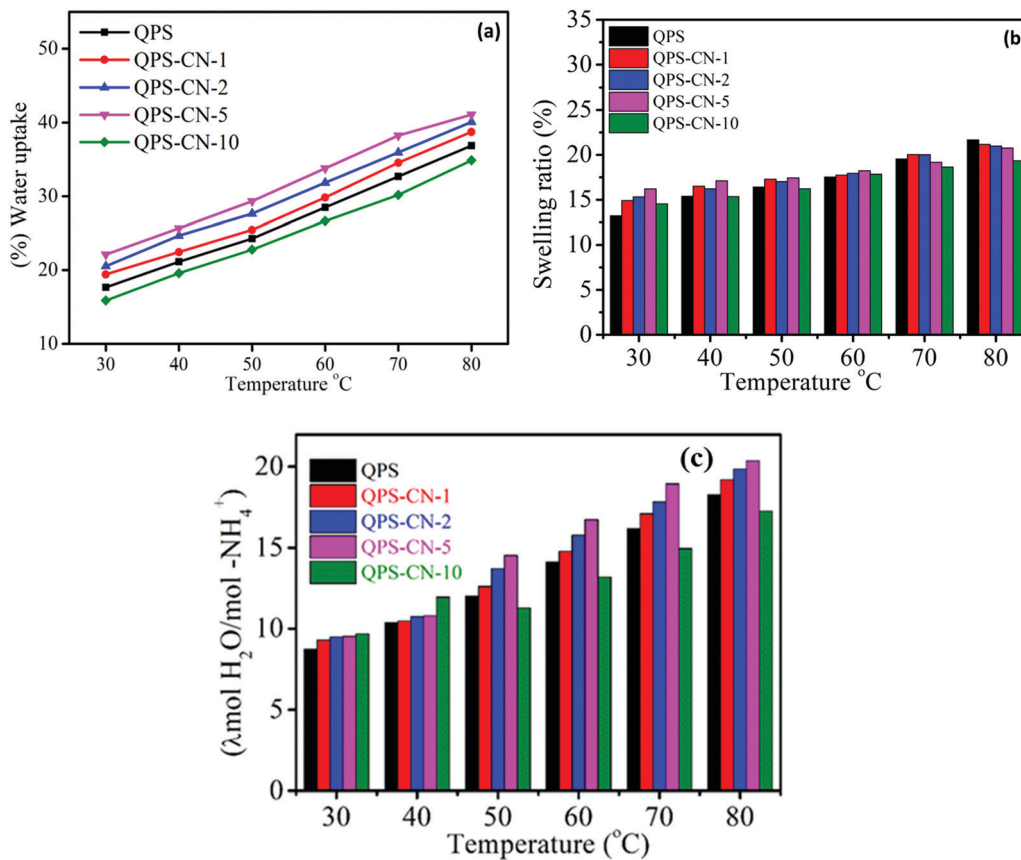 (a)
QPS
QPS-CN-1
QPS-CN-2
QPS-CN-5
QPS-CN-10
(%) Water uptake
50
40
30
20
10
30 40 50 60 70 80
Temperature °C
(b)
QPS
QPS-CN-1
QPS-CN-2
QPS-CN-5
QPS-CN-10
Swelling ratio (%)
35
30
25
20
15
10
5
0
30 40 50 60 70 80
Temperature °C
(c)
QPS
QPS-CN-1
QPS-CN-2
QPS-CN-5
QPS-CN-10
(λmol H₂O/mol -NH₄⁺)
20
15
10
5
0
30 40 50 60 70 80
Temperature (°C)